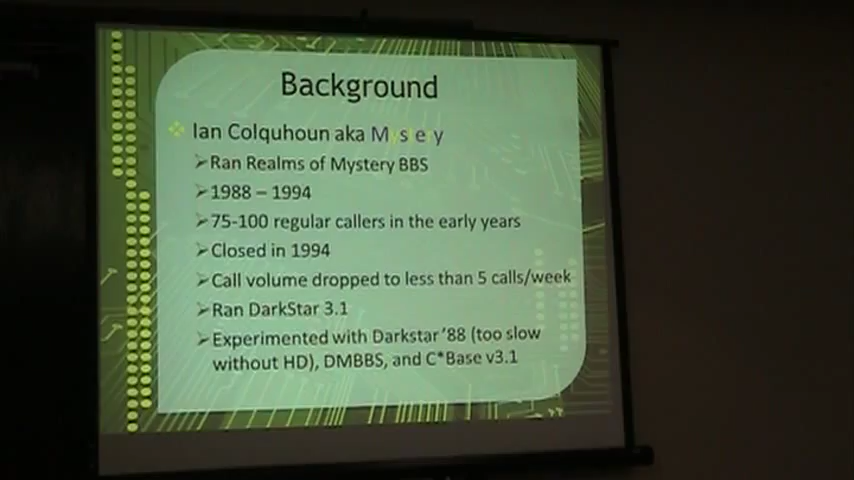 Background
Ian Colquhoun aka Mystery
Ran Realms of Mystery BBS
1988 – 1994
75-100 regular callers in the early years
Closed in 1994
Call volume dropped to less than 5 calls/week
Ran DarkStar 3.1
Experimented with Darkstar '88 (too slow
without HD), DMBBS, and C*Base v3.1